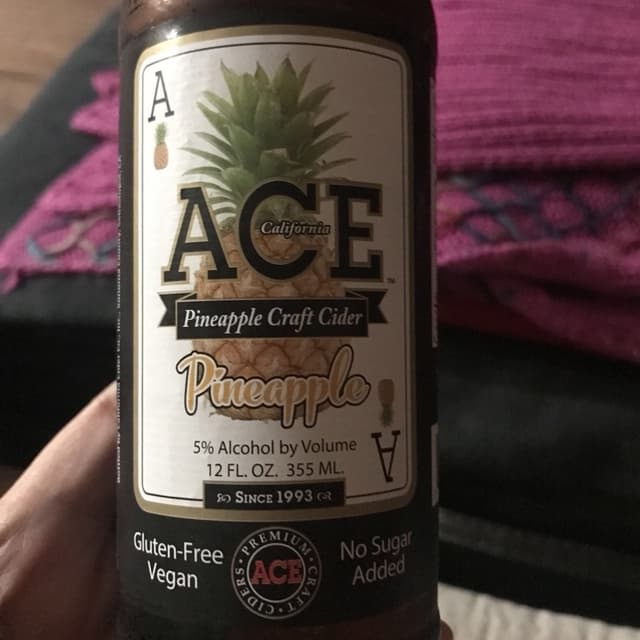 A
ACE
California
TM
Pineapple Craft Cider
Pineapple
5% Alcohol by Volume
12 FL. OZ. 355 ML.
A
SINCE 1993
Gluten-Free
Vegan
PREMIUM
ACE
CRAFT • CIDERS
No Sugar
Added